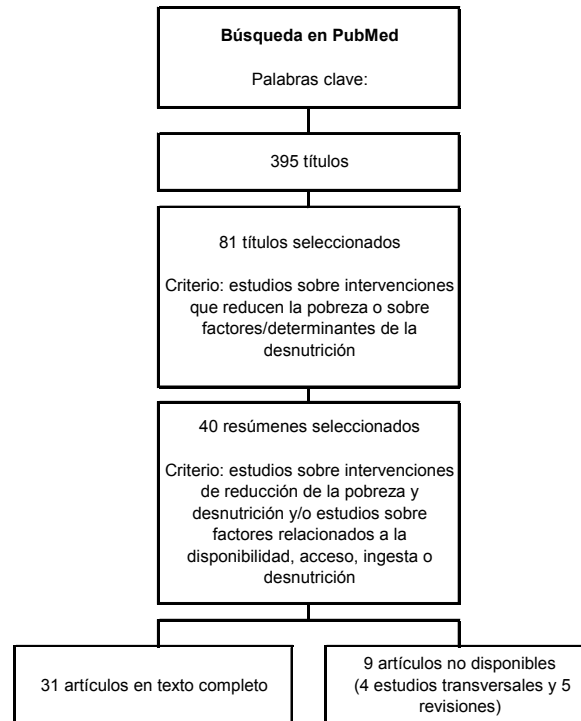 Búsqueda en PubMed
Palabras clave:
395 títulos
81 títulos seleccionados
Criterio: estudios sobre intervenciones
que reducen la pobreza o sobre
factores/determinantes de la
desnutrición
40 resúmenes seleccionados
Criterio: estudios sobre intervenciones
de reducción de la pobreza y
desnutrición y/o estudios sobre
factores relacionados a la
disponibilidad, acceso, ingesta o
desnutrición
31 artículos en texto completo
9 artículos no disponibles
(4 estudios transversales y 5
revisiones)